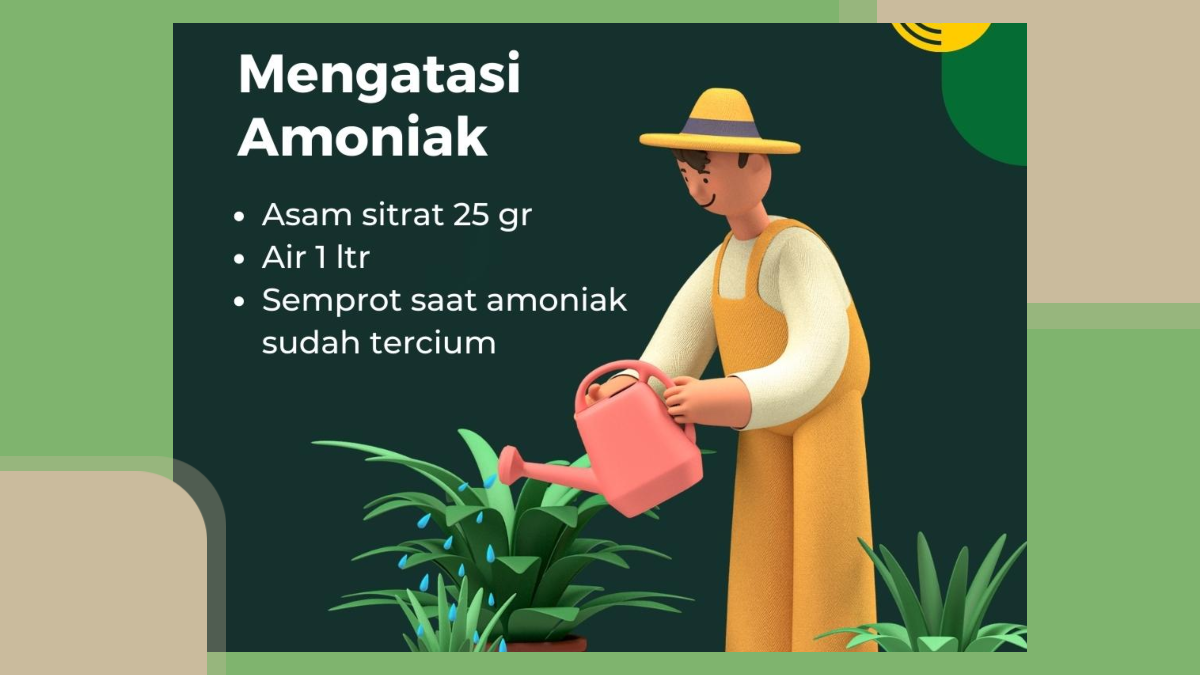 Mengatasi
Amoniak
• Asam sitrat 25 gr
• Air 1 ltr
• Semprot saat amoniak
sudah tercium